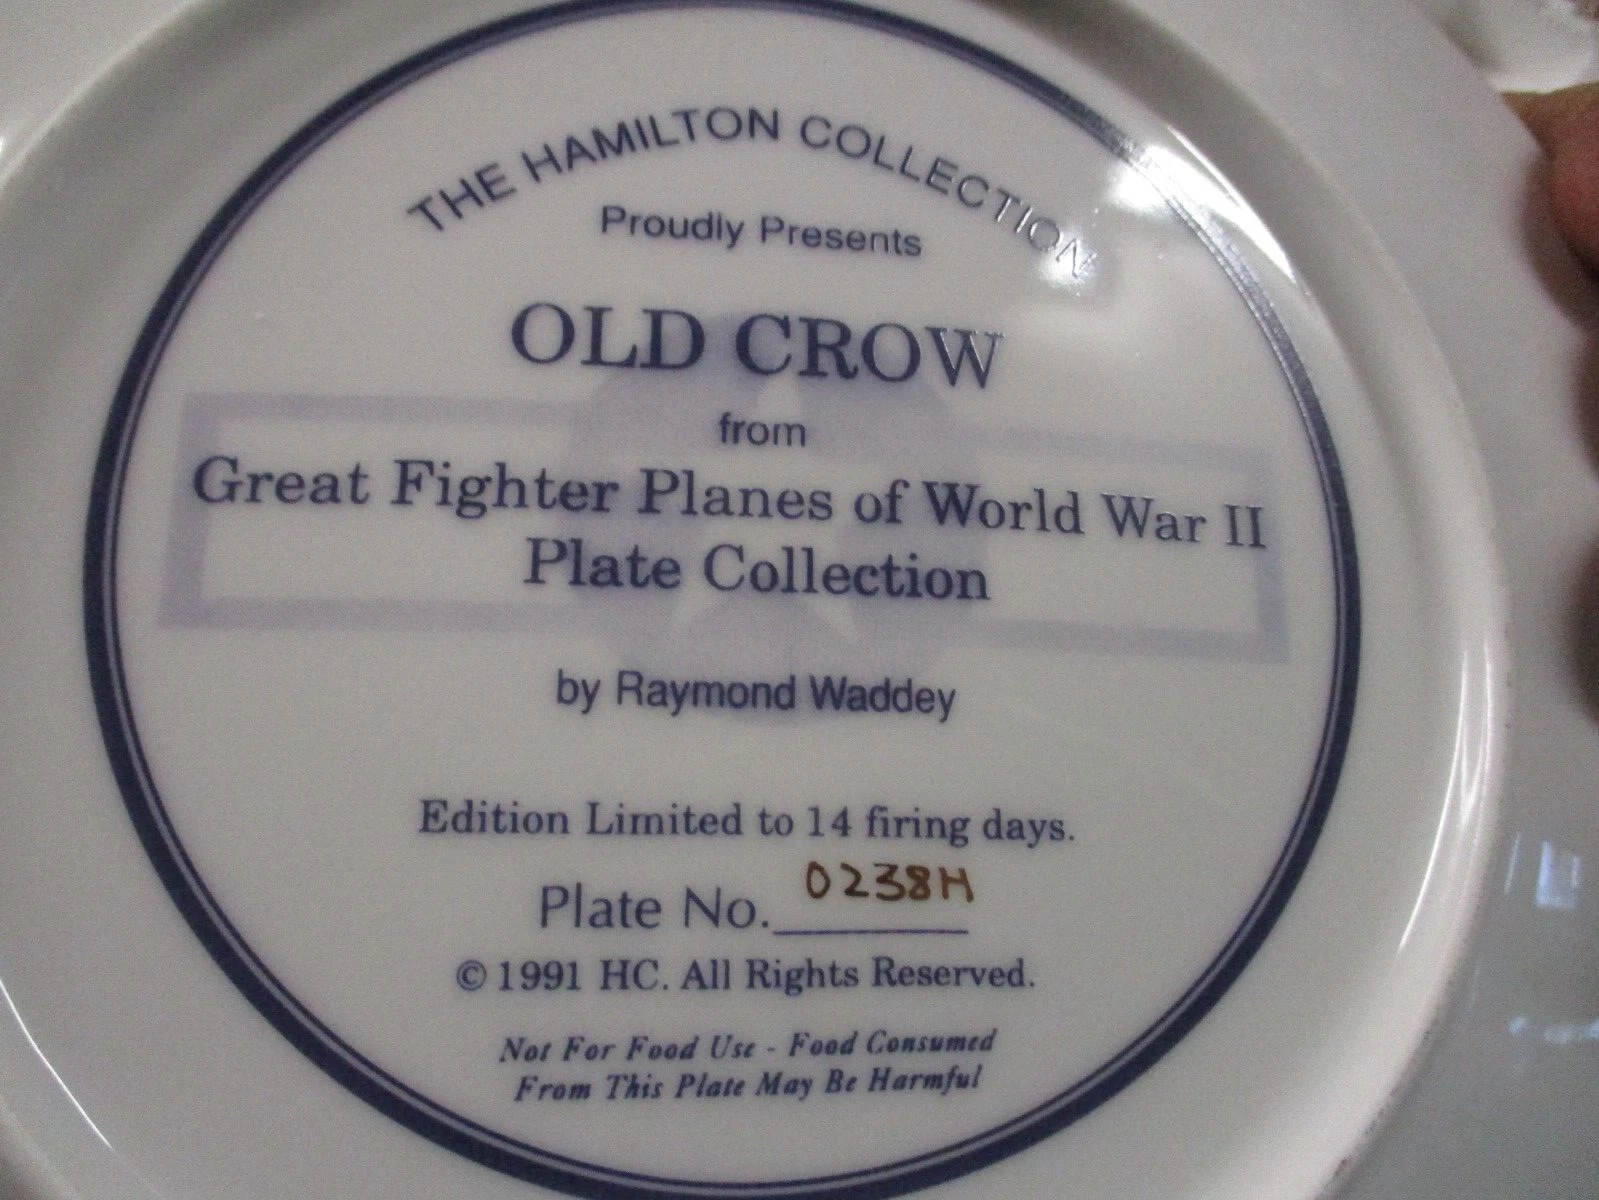 THE HAMILTON COLLECTION
Proudly Presents
OLD CROW
from
Great Fighter Planes of World War II
Plate Collection
by Raymond Waddey
Edition Limited to 14 firing days.
Plate No. 0238H
© 1991 HC. All Rights Reserved.
Not For Food Use - Food Consumed
From This Plate May Be Harmful